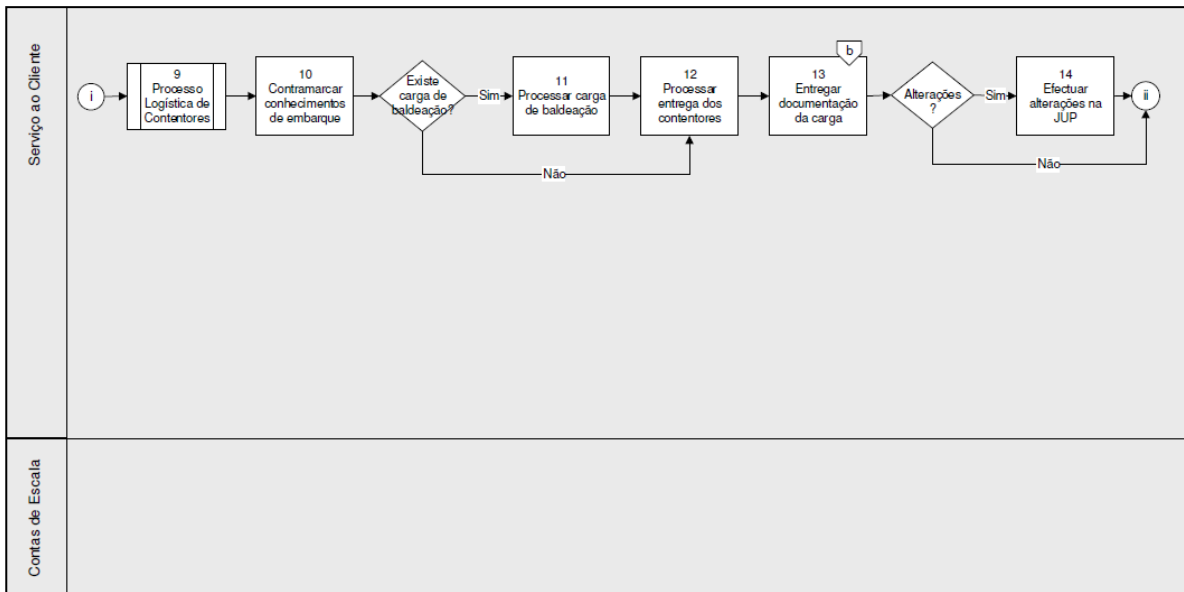 Serviço ao Cliente
i
9
Processo
Logística de
Contentores
10
Contramarcar
conhecimentos
de embarque
Existe
carga de
baldeação?
Sim
11
Processar carga
de baldeação
12
Processar
entrega dos
contentores
b
13
Entregar
documentação
da carga
Alterações
?
Sim
14
Efectuar
alterações na
JUP
ii
Não
Não
Contas de Escala